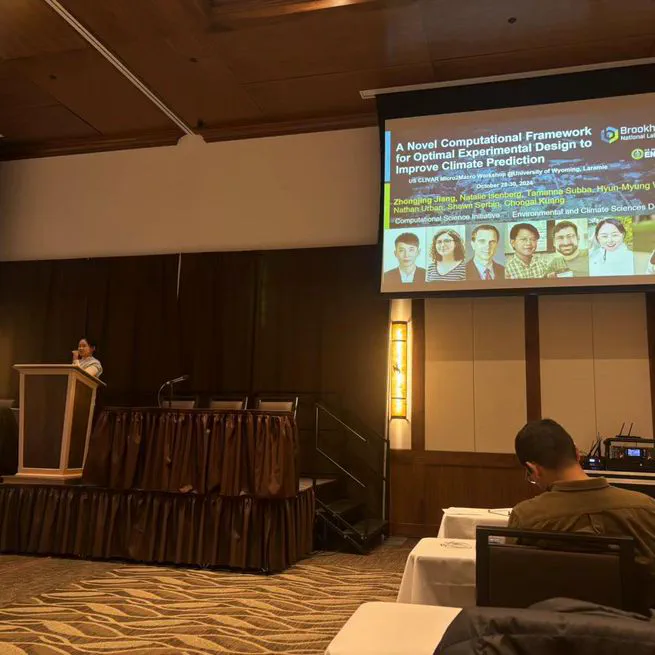 A Novel Computational Framework
for Optimal Experimental Design to
Improve Climate Prediction
US CLIVAR Micro2Macro Workshop @University of Wyoming, Laramie
October 28-30, 2024
Zhongjing Jiang, Natalie Isenberg, Tamanna Subba, Hyun-Myung
Nathan Urban, Shawn Serbin, Chongai Kuang
Computational Science Initiative Environmental and Climate Sciences D
Brookh
National La